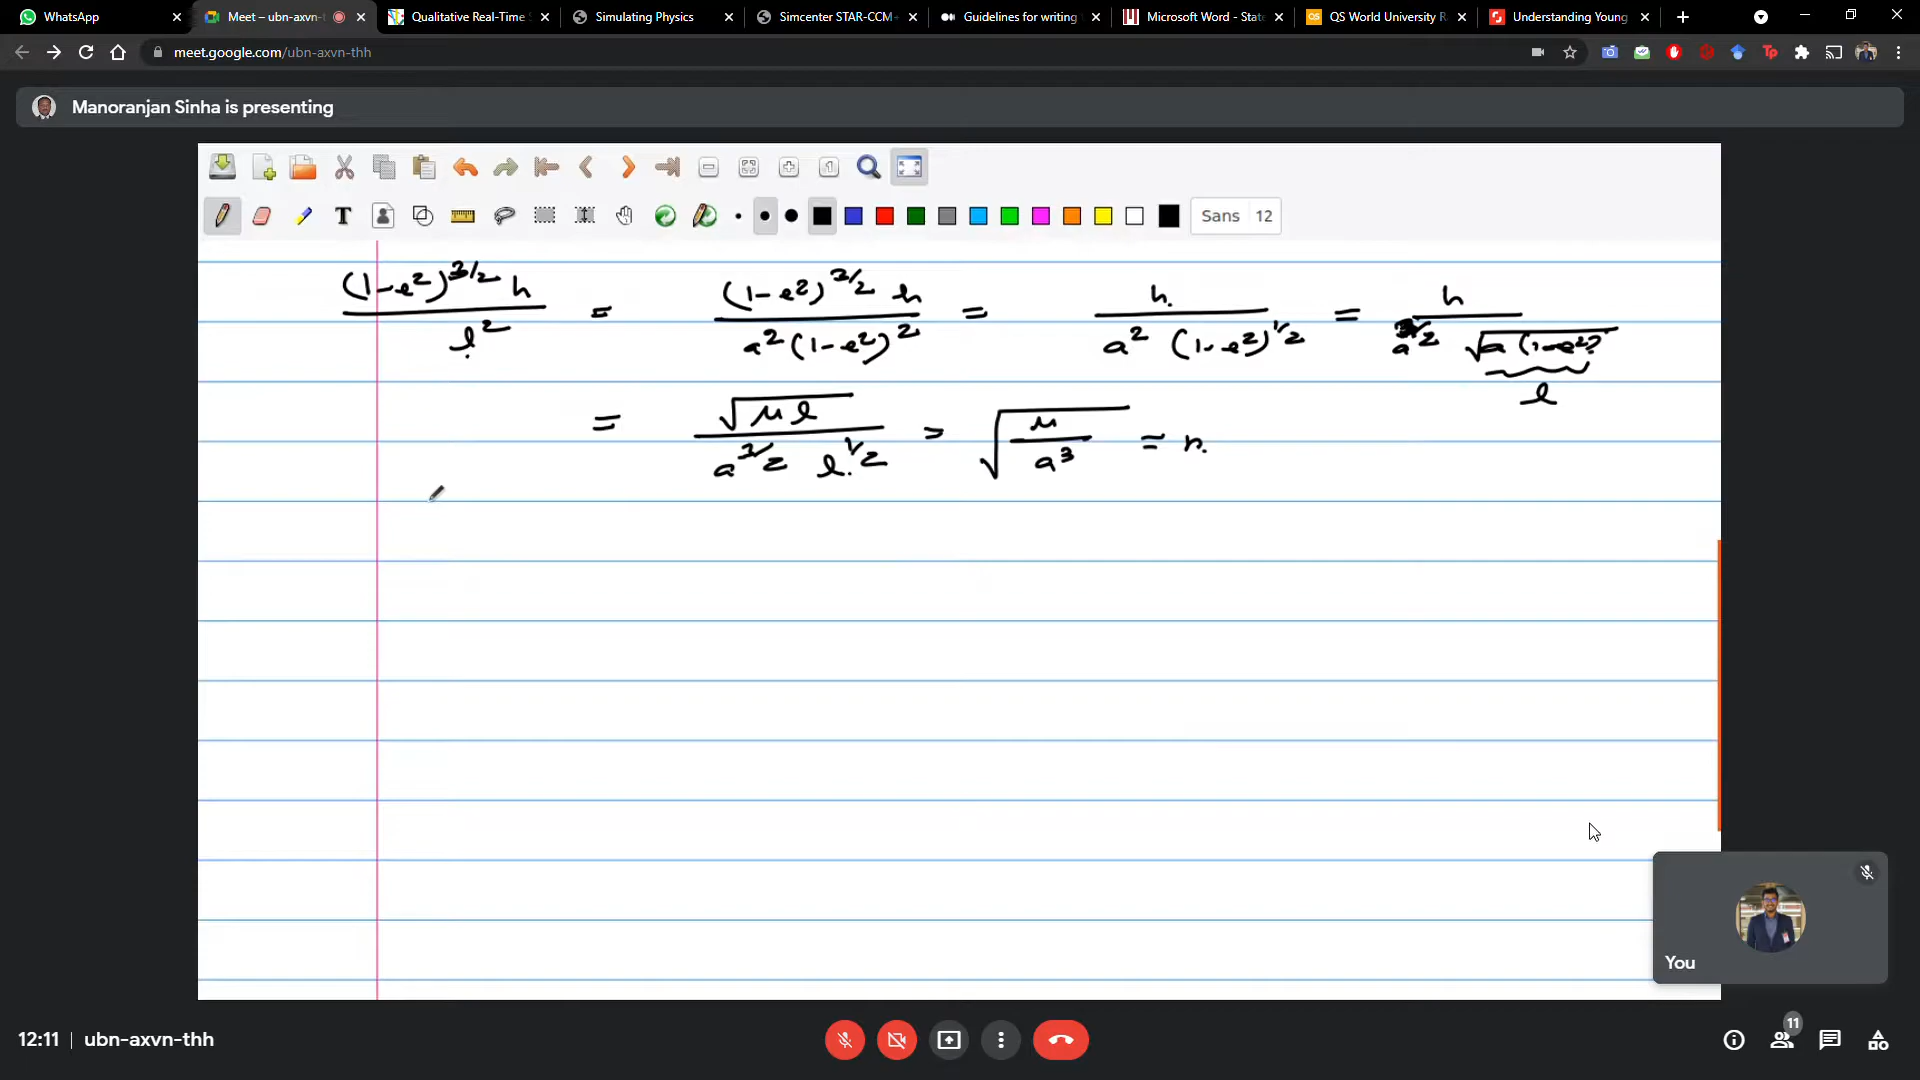 WhatsApp
Meet – ubn-axvn-t
Qualitative Real-Time
Simulating Physics
Simcenter STAR-CCM+
Guidelines for writing
Microsoft Word - State
QS World University R
Understanding Young
meet.google.com/ubn-axvn-thh
Manoranjan Sinha is presenting
T
Sans 12
(1-e²)^3/2 h / l² = (1-e²)^3/2 h / a²(1-e²)² = h / a² (1-e²)^1/2 = h / a^3/2 √a(1-e²)
l
= √μl / a^3/2 l^1/2 = √(μ/a³) = n.
You
12:11 | ubn-axvn-thh
11